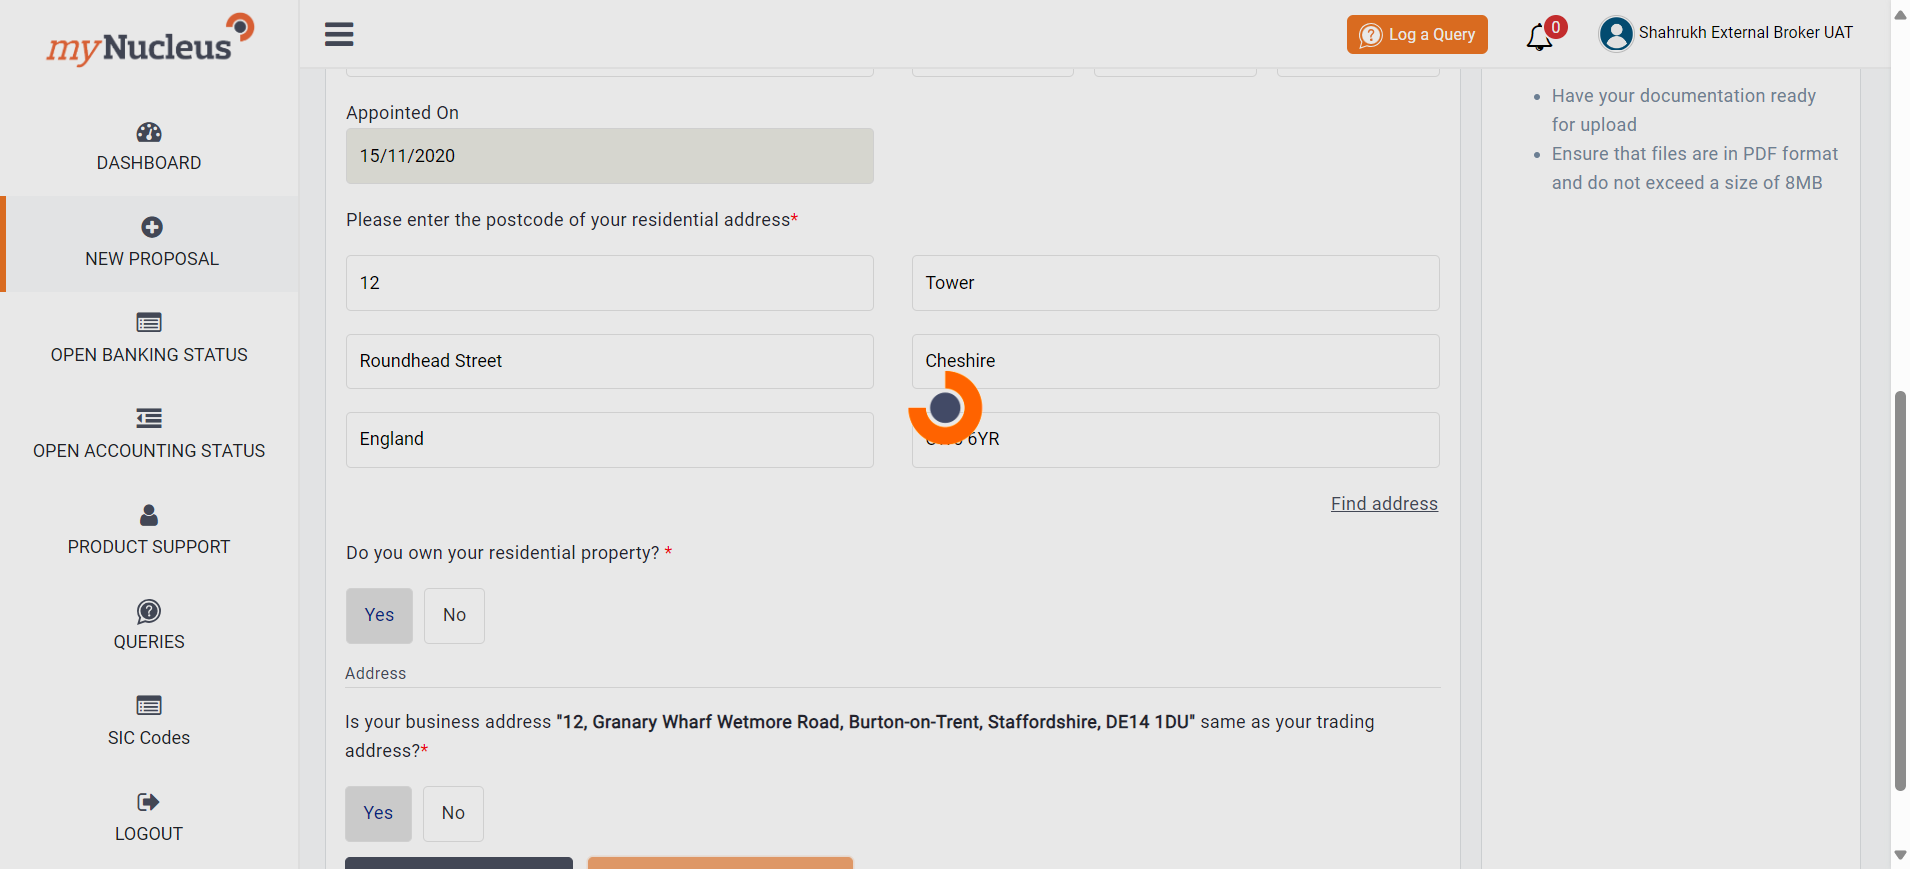 myNucleus
Log a Query
0
Shahrukh External Broker UAT
DASHBOARD
NEW PROPOSAL
OPEN BANKING STATUS
OPEN ACCOUNTING STATUS
PRODUCT SUPPORT
QUERIES
SIC Codes
LOGOUT
Appointed On
15/11/2020
Please enter the postcode of your residential address*
12
Tower
Roundhead Street
Cheshire
England
6YR
Find address
Do you own your residential property? *
Yes
No
Address
Is your business address "12, Granary Wharf Wetmore Road, Burton-on-Trent, Staffordshire, DE14 1DU" same as your trading
address?*
Yes
No
Have your documentation ready
for upload
Ensure that files are in PDF format
and do not exceed a size of 8MB